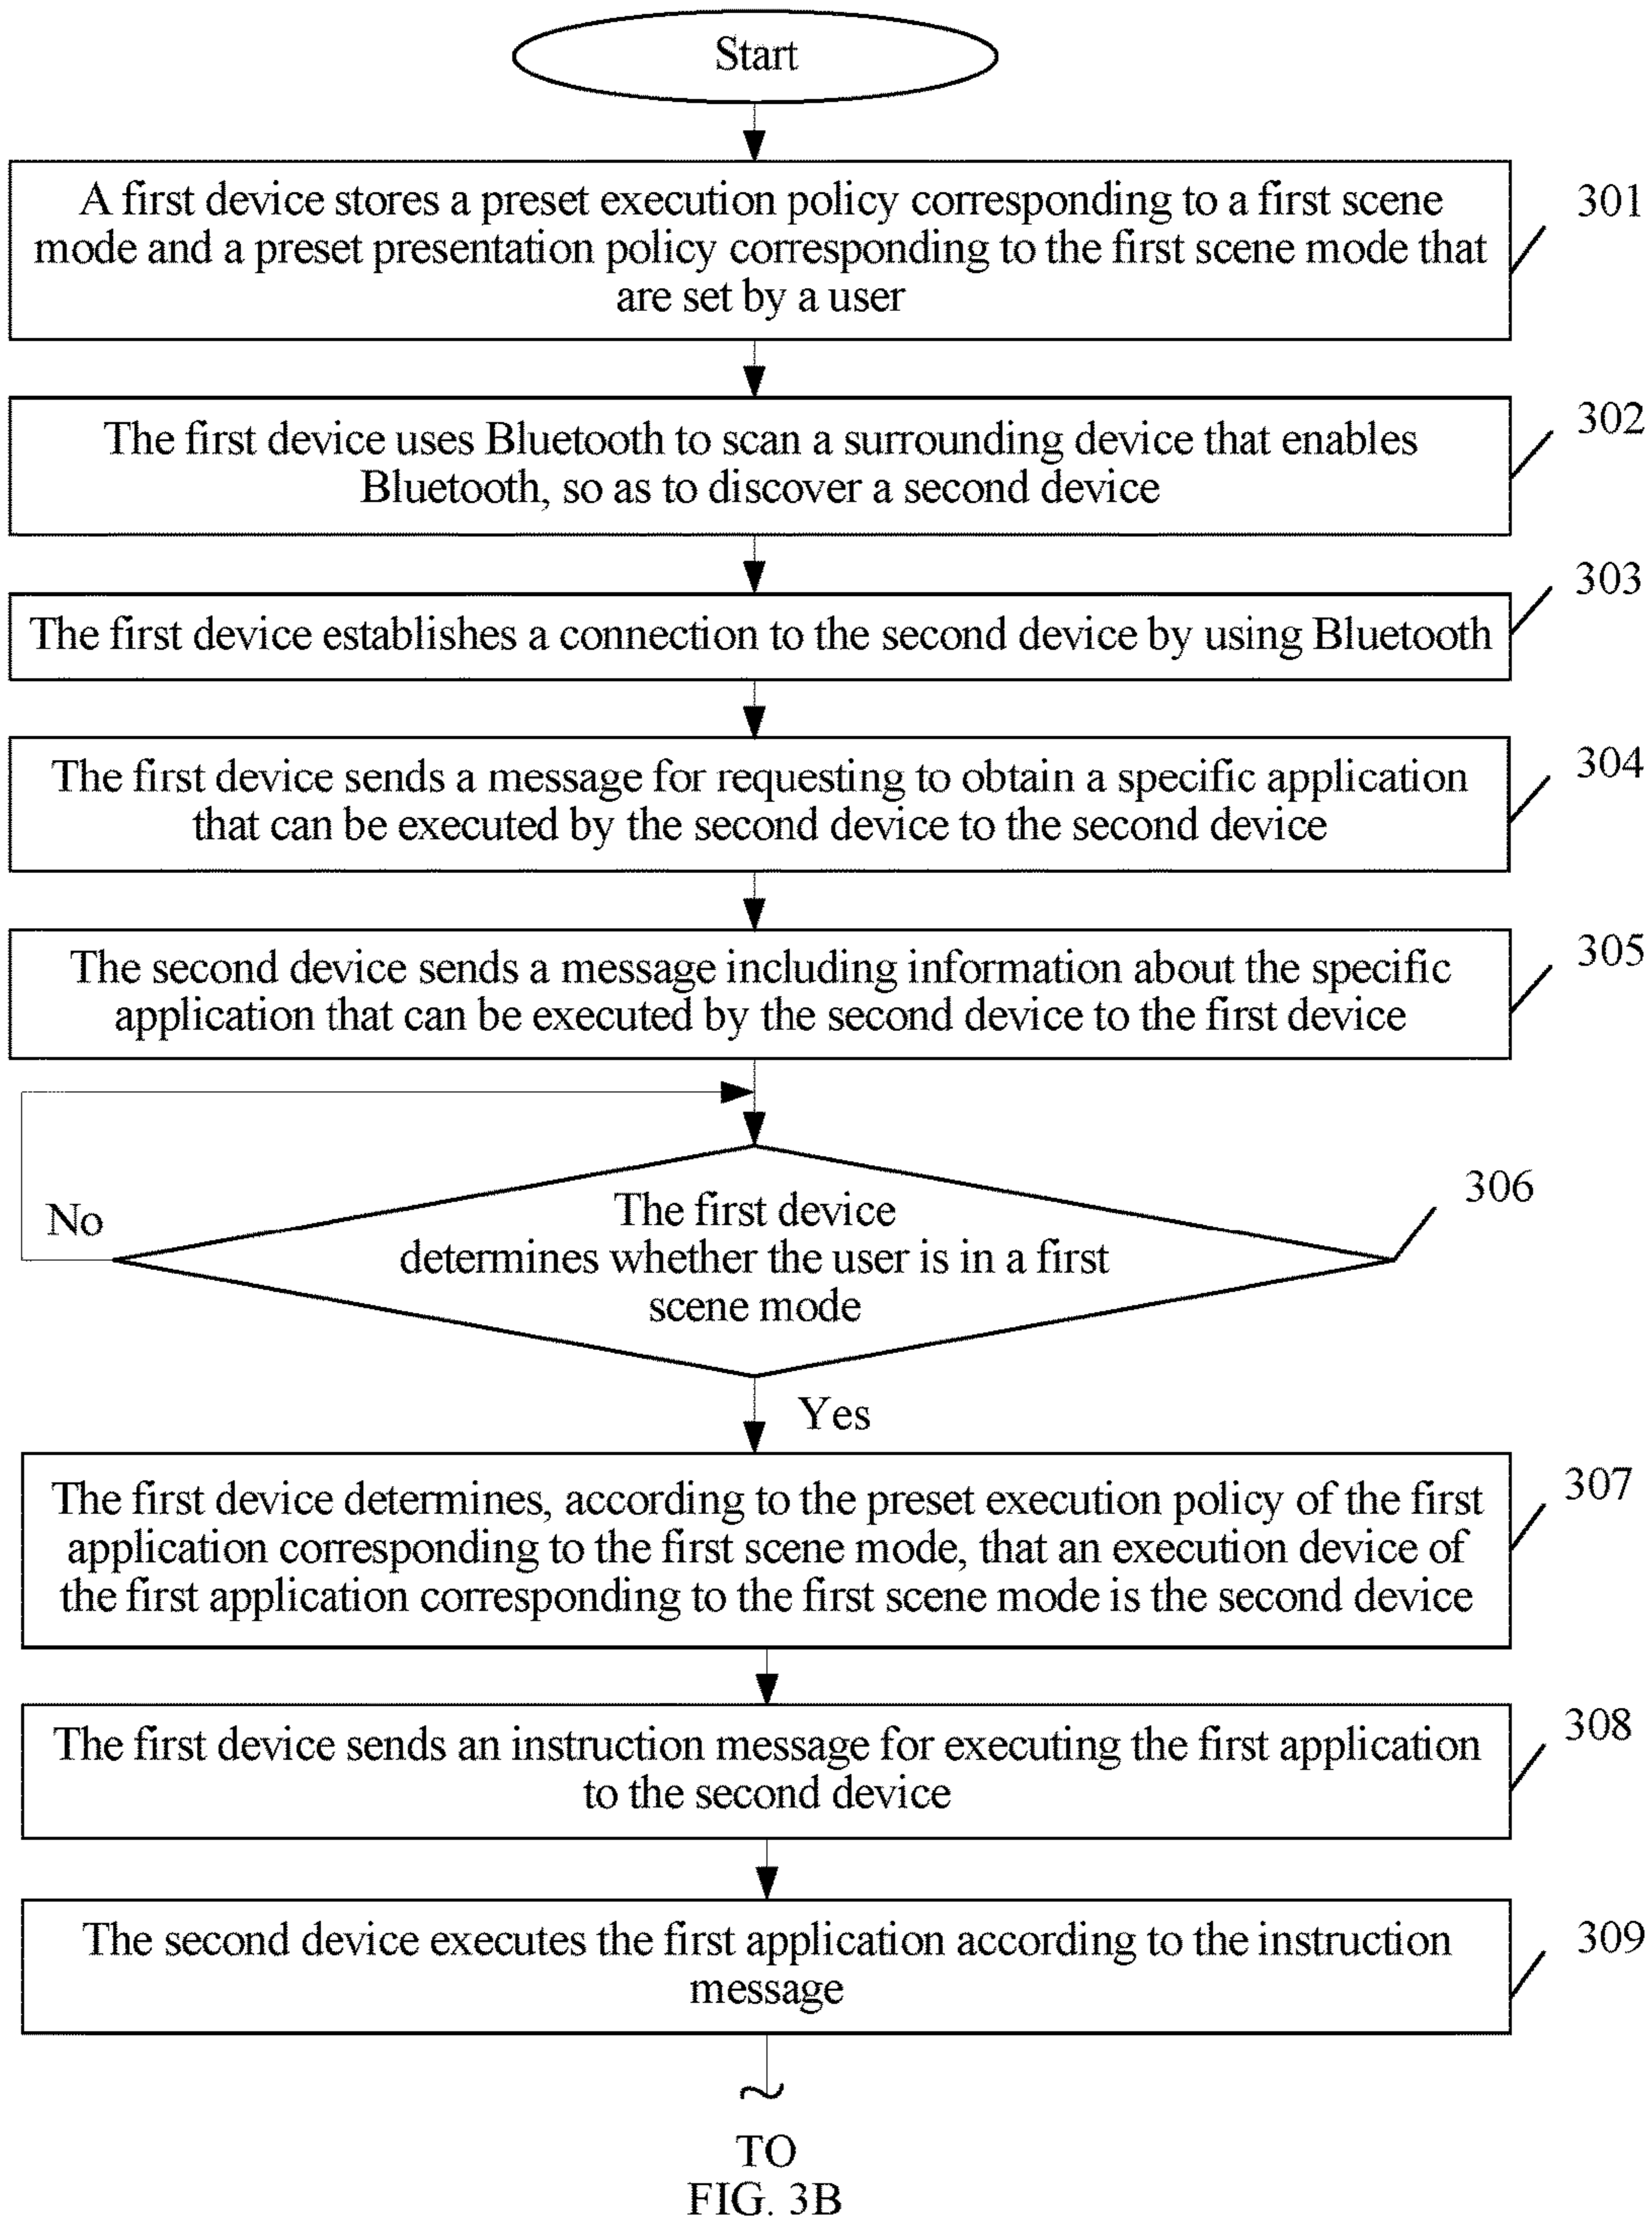 Start
A first device stores a preset execution policy corresponding to a first scene
mode and a preset presentation policy corresponding to the first scene mode that
are set by a user
301
The first device uses Bluetooth to scan a surrounding device that enables
Bluetooth, so as to discover a second device
302
The first device establishes a connection to the second device by using Bluetooth
303
The first device sends a message for requesting to obtain a specific application
that can be executed by the second device to the second device
304
The second device sends a message including information about the specific
application that can be executed by the second device to the first device
305
No
The first device
determines whether the user is in a first
scene mode
306
Yes
The first device determines, according to the preset execution policy of the first
application corresponding to the first scene mode, that an execution device of
the first application corresponding to the first scene mode is the second device
307
The first device sends an instruction message for executing the first application
to the second device
308
The second device executes the first application according to the instruction
message
309
TO
FIG. 3B